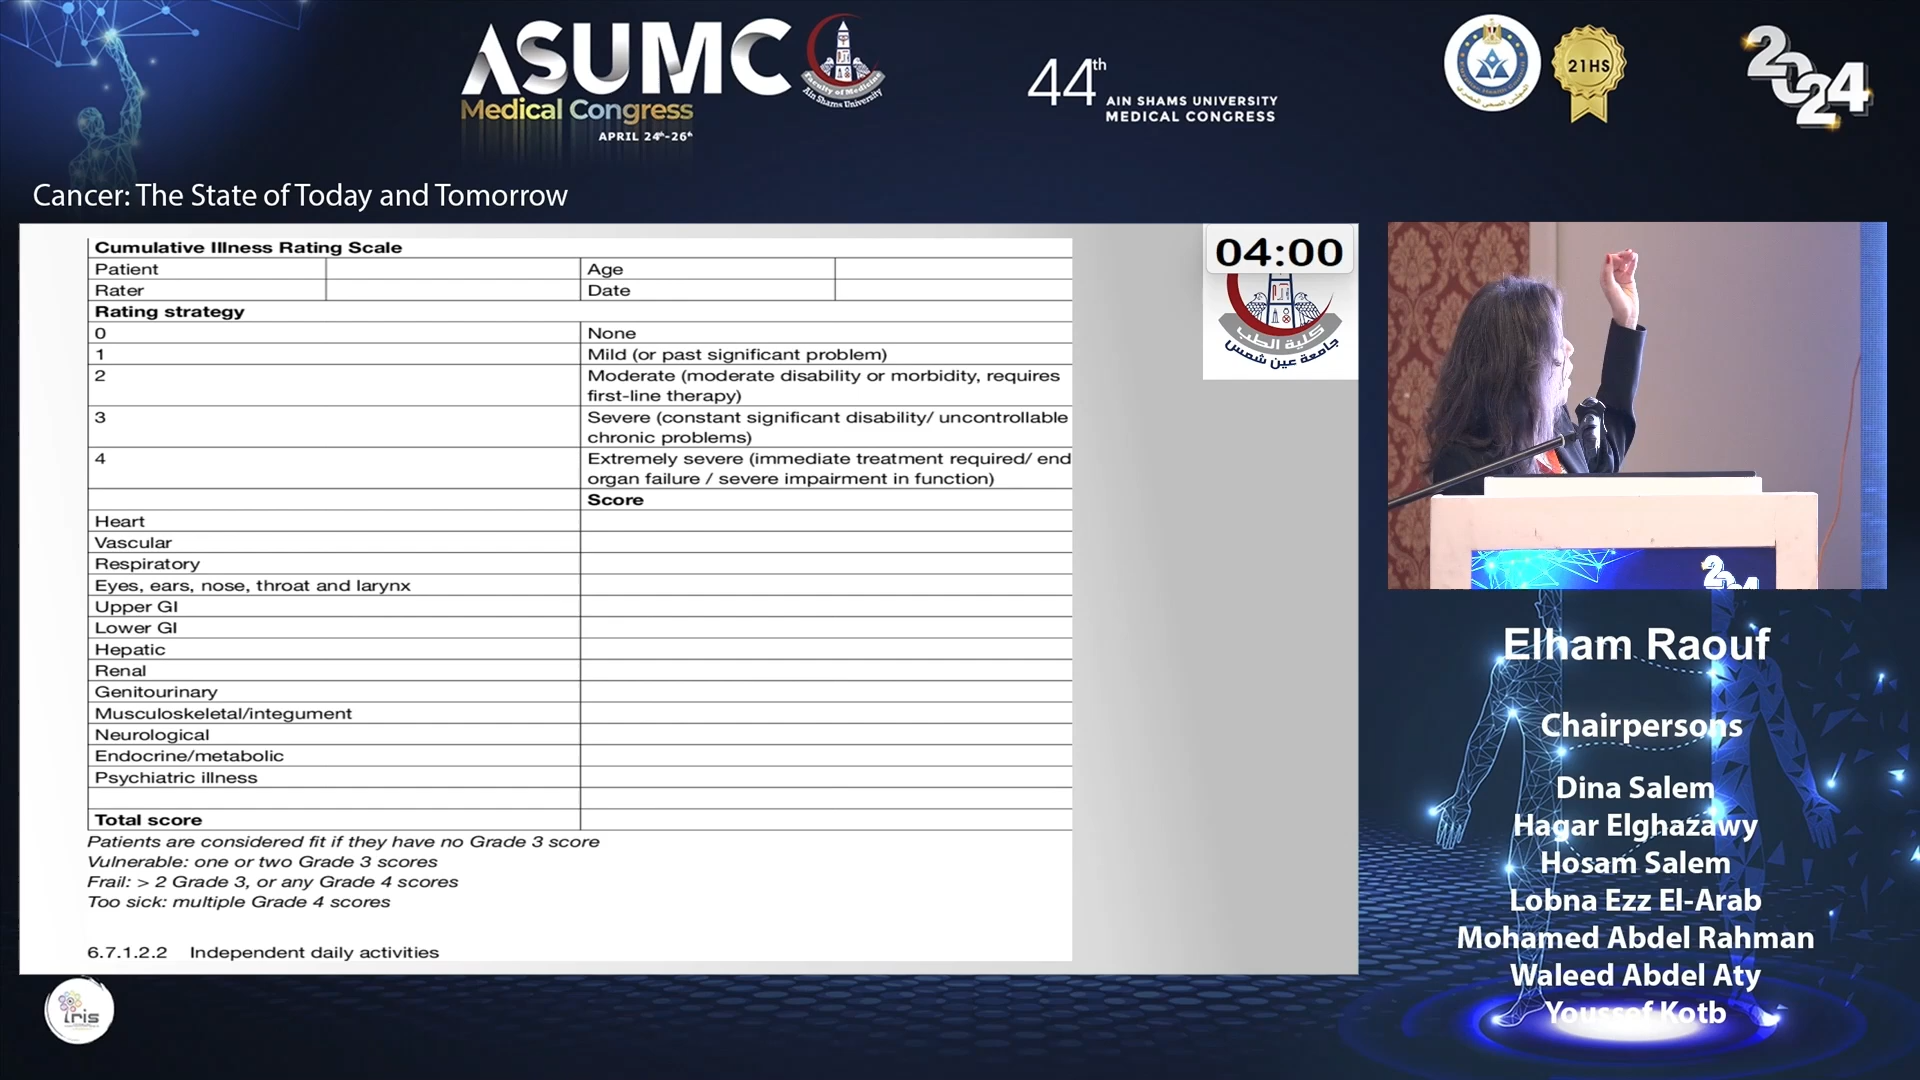 ASUMC
Medical Congress
APRIL 24th-26th
Faculty of Medicine
Ain Shams University
44th
AIN SHAMS UNIVERSITY
MEDICAL CONGRESS
21HS
2024
Cancer: The State of Today and Tomorrow
Cumulative Illness Rating Scale
Patient Age
Rater Date
Rating strategy
0 None
1 Mild (or past significant problem)
2 Moderate (moderate disability or morbidity, requires
first-line therapy)
3 Severe (constant significant disability/ uncontrollable
chronic problems)
4 Extremely severe (immediate treatment required/ end
organ failure / severe impairment in function)
Score
Heart
Vascular
Respiratory
Eyes, ears, nose, throat and larynx
Upper GI
Lower GI
Hepatic
Renal
Genitourinary
Musculoskeletal/integument
Neurological
Endocrine/metabolic
Psychiatric illness
Total score
Patients are considered fit if they have no Grade 3 score
Vulnerable: one or two Grade 3 scores
Frail: > 2 Grade 3, or any Grade 4 scores
Too sick: multiple Grade 4 scores
6.7.1.2.2 Independent daily activities
04:00
كلية الطب
جامعة عين شمس
Elham Raouf
Chairpersons
Dina Salem
Hagar Elghazawy
Hosam Salem
Lobna Ezz El-Arab
Mohamed Abdel Rahman
Waleed Abdel Aty
Youssef Kotb
iris